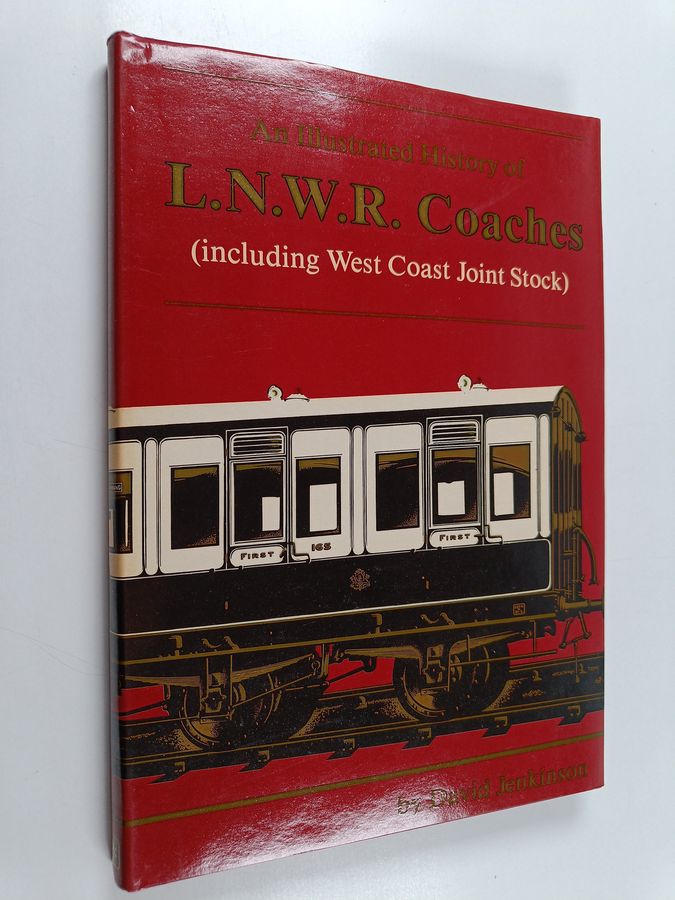 An Illustrated History of
L.N.W.R. Coaches
(including West Coast Joint Stock)
FIRST 165 FIRST
by David Jenkinson